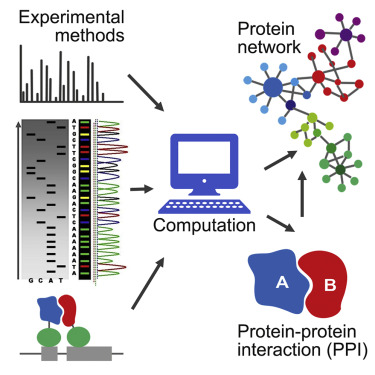 Experimental
methods
Protein
network
A
T
G
C
T
T
C
G
G
C
A
A
G
A
C
T
C
A
A
A
A
A
A
T
A
G C A T
Computation
A
B
Protein-protein
interaction (PPI)